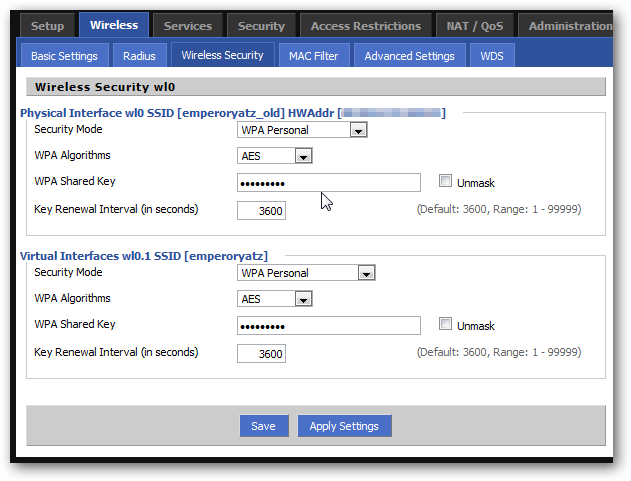 Setup Wireless Services Security Access Restrictions NAT / QoS Administration
Basic Settings Radius Wireless Security MAC Filter Advanced Settings WDS
Wireless Security wl0
Physical Interface wl0 SSID [emperoryatz_old] HWAddr [ ]
Security Mode WPA Personal
WPA Algorithms AES
WPA Shared Key ••••••••• Unmask
Key Renewal Interval (in seconds) 3600 (Default: 3600, Range: 1 - 99999)
Virtual Interfaces wl0.1 SSID [emperoryatz]
Security Mode WPA Personal
WPA Algorithms AES
WPA Shared Key ••••••••• Unmask
Key Renewal Interval (in seconds) 3600 (Default: 3600, Range: 1 - 99999)
Save Apply Settings